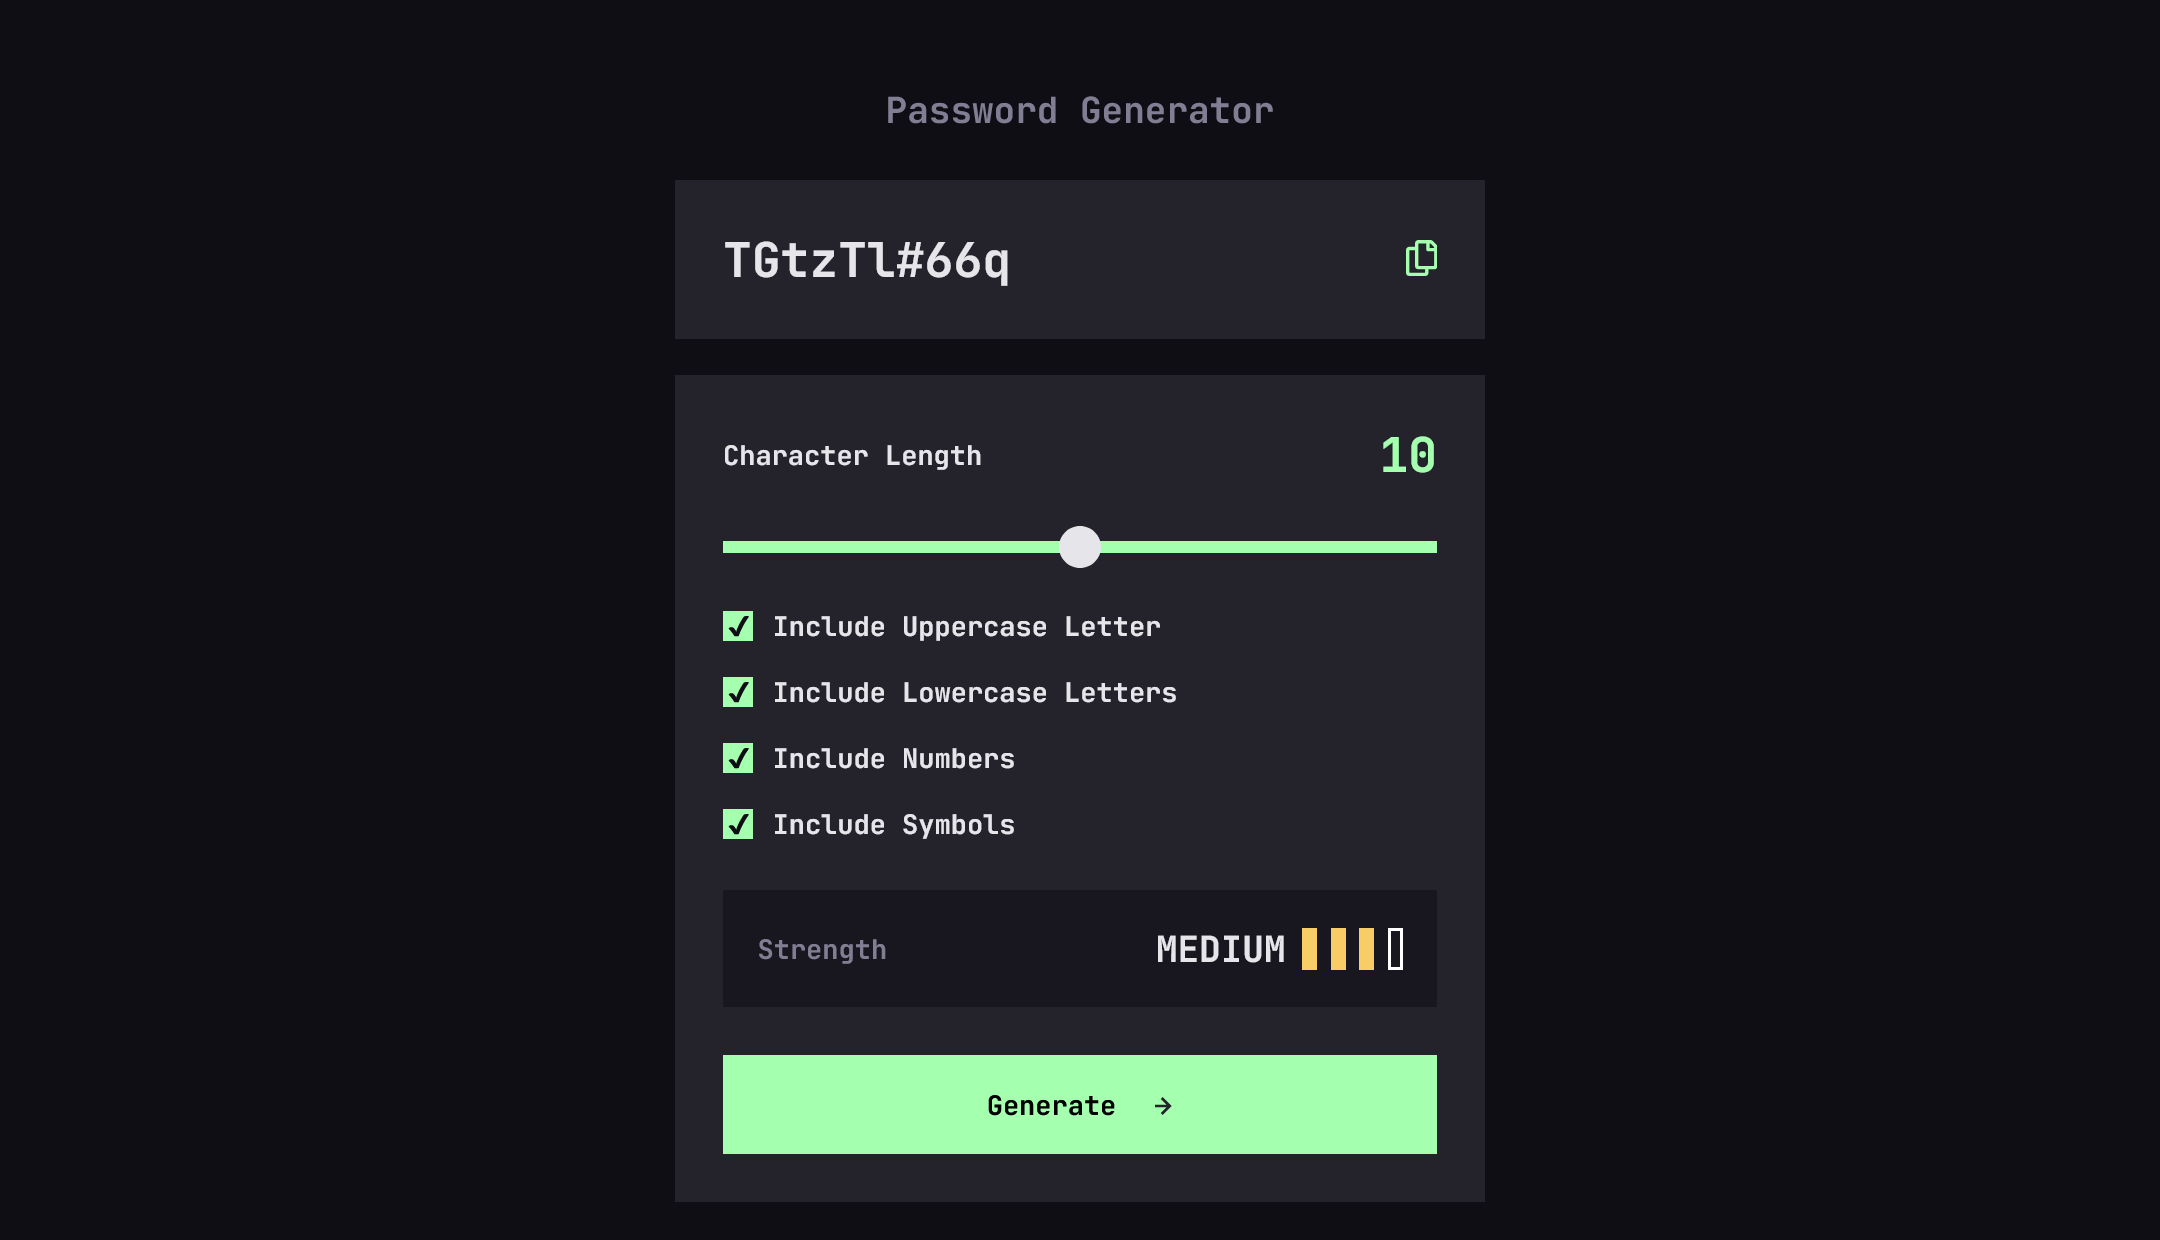 Password Generator
TGtzTl#66q
Character Length
10
Include Uppercase Letter
Include Lowercase Letters
Include Numbers
Include Symbols
Strength
MEDIUM
Generate →